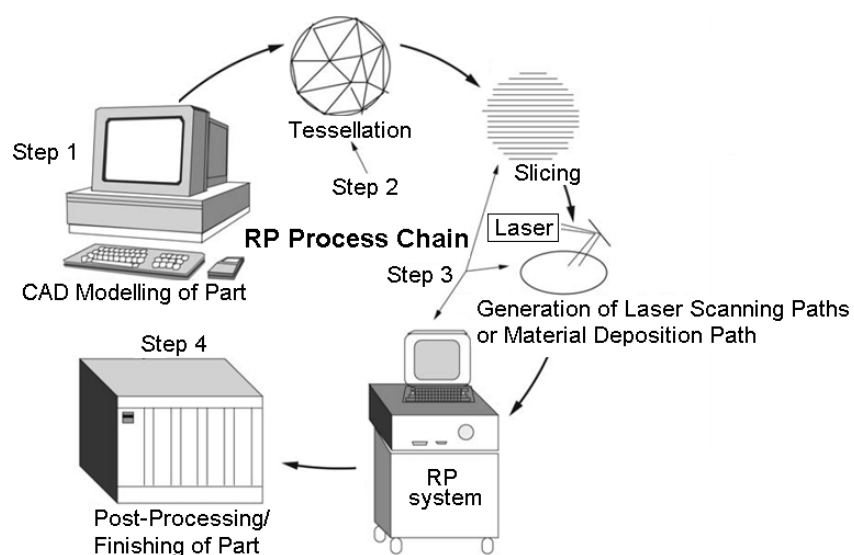 Step 1
CAD Modelling of Part
Tessellation
Step 2
Slicing
RP Process Chain
Laser
Step 3
Generation of Laser Scanning Paths
or Material Deposition Path
RP
system
Step 4
Post-Processing/
Finishing of Part